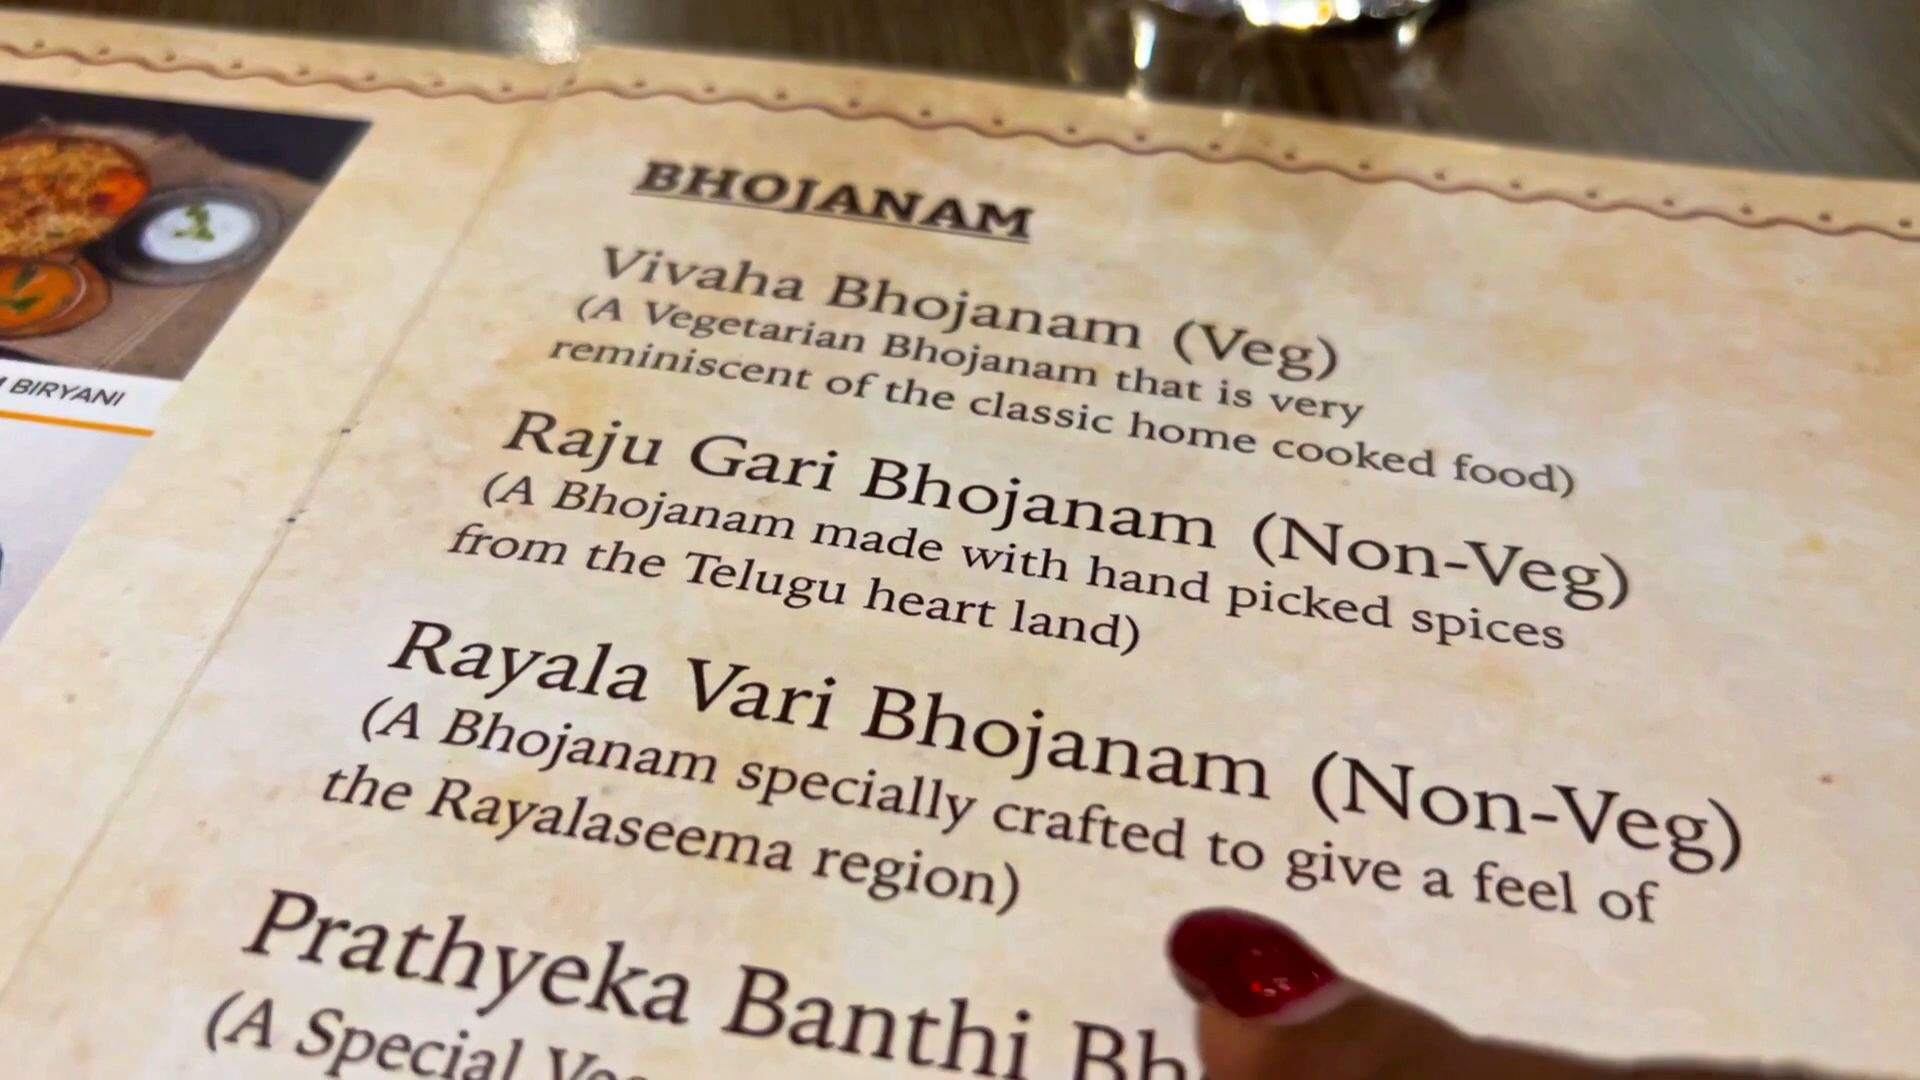 BIRYANI
BHOJANAM
Vivaha Bhojanam (Veg)
(A Vegetarian Bhojanam that is very
reminiscent of the classic home cooked food)
Raju Gari Bhojanam (Non-Veg)
(A Bhojanam made with hand picked spices
from the Telugu heart land)
Rayala Vari Bhojanam (Non-Veg)
(A Bhojanam specially crafted to give a feel of
the Rayalaseema region)
Prathyeka Banthi
(A Special